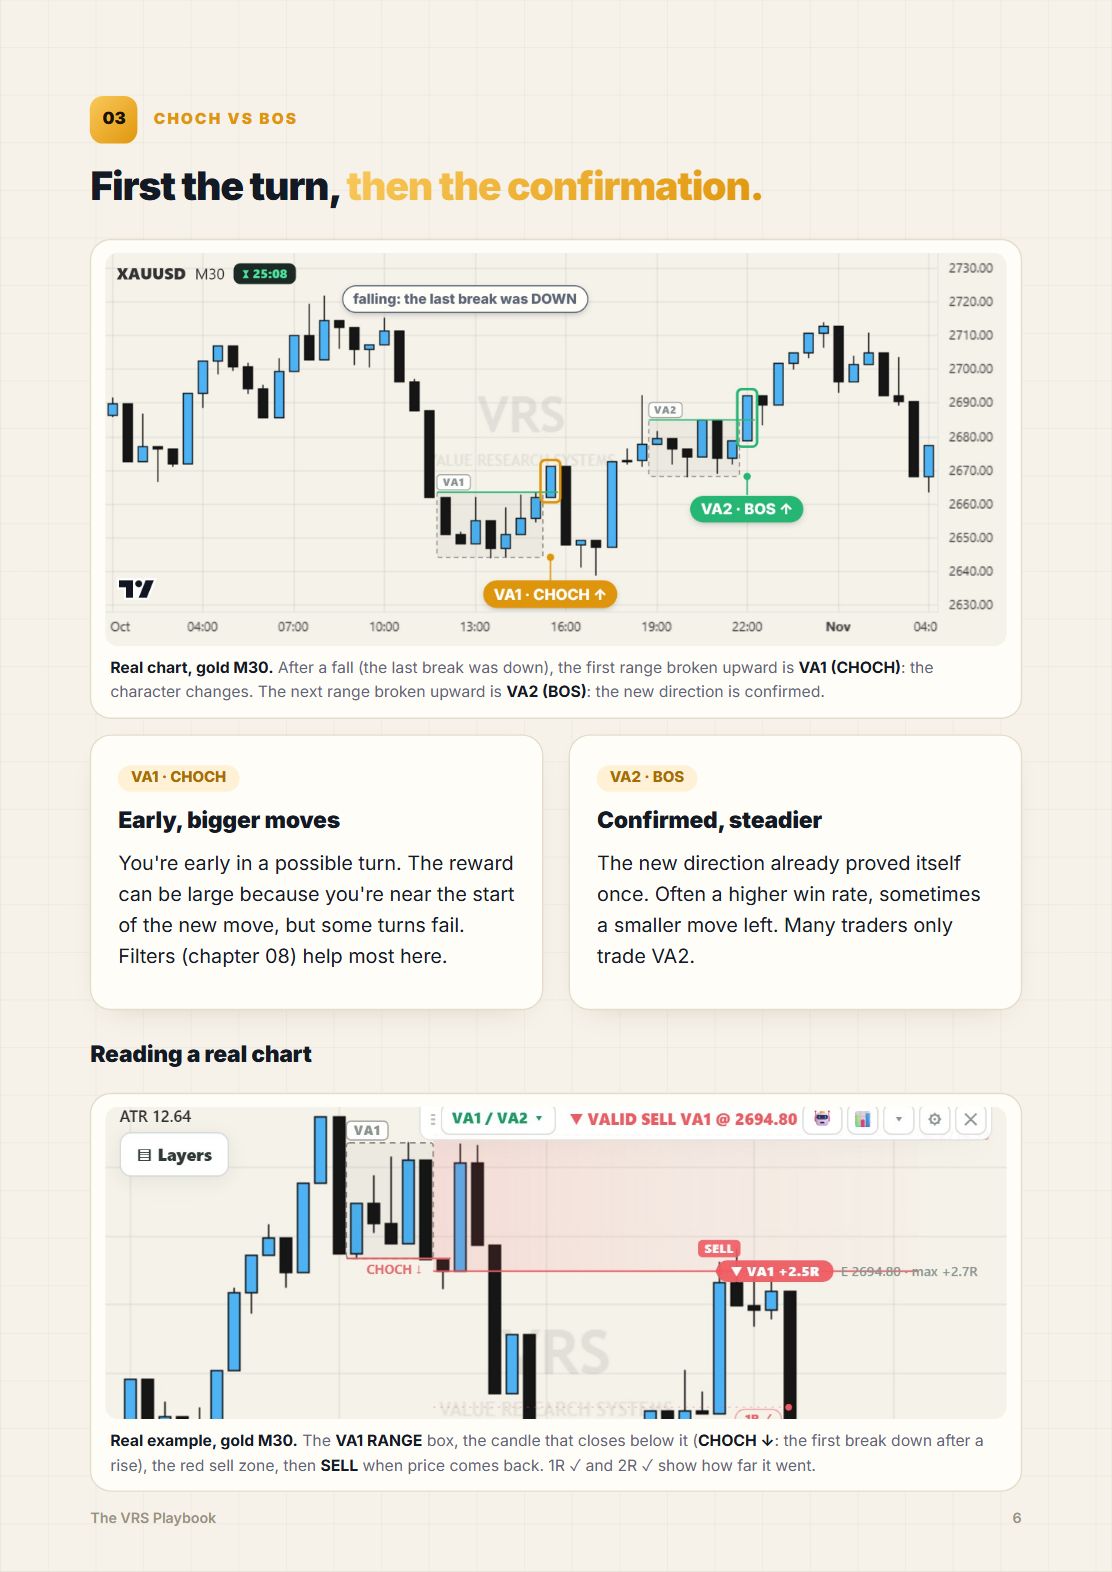 03 CHOCH VS BOS
First the turn, then the confirmation.
XAUUSD M30 25:08
falling: the last break was DOWN
2730.00
2720.00
2710.00
2700.00
2690.00
2680.00
2670.00
2660.00
2650.00
2640.00
2630.00
VRS
VALUE RESEARCH SYSTEMS
VA2
VA1
VA2 · BOS ↑
VA1 · CHOCH ↑
Oct 04:00 07:00 10:00 13:00 16:00 19:00 22:00 Nov 04:0
Real chart, gold M30. After a fall (the last break was down), the first range broken upward is VA1 (CHOCH): the
character changes. The next range broken upward is VA2 (BOS): the new direction is confirmed.
VA1 · CHOCH
Early, bigger moves
You're early in a possible turn. The reward
can be large because you're near the start
of the new move, but some turns fail.
Filters (chapter 08) help most here.
VA2 · BOS
Confirmed, steadier
The new direction already proved itself
once. Often a higher win rate, sometimes
a smaller move left. Many traders only
trade VA2.
Reading a real chart
ATR 12.64
Layers
VA1
VA1 / VA2 ▾ ▼ VALID SELL VA1 @ 2694.80
CHOCH ↓
SELL
▼ VA1 +2.5R E 2694.80 · max +2.7R
VRS
VALUE RESEARCH SYSTEMS
1R ✓
Real example, gold M30. The VA1 RANGE box, the candle that closes below it (CHOCH ↓: the first break down after a
rise), the red sell zone, then SELL when price comes back. 1R ✓ and 2R ✓ show how far it went.
The VRS Playbook 6